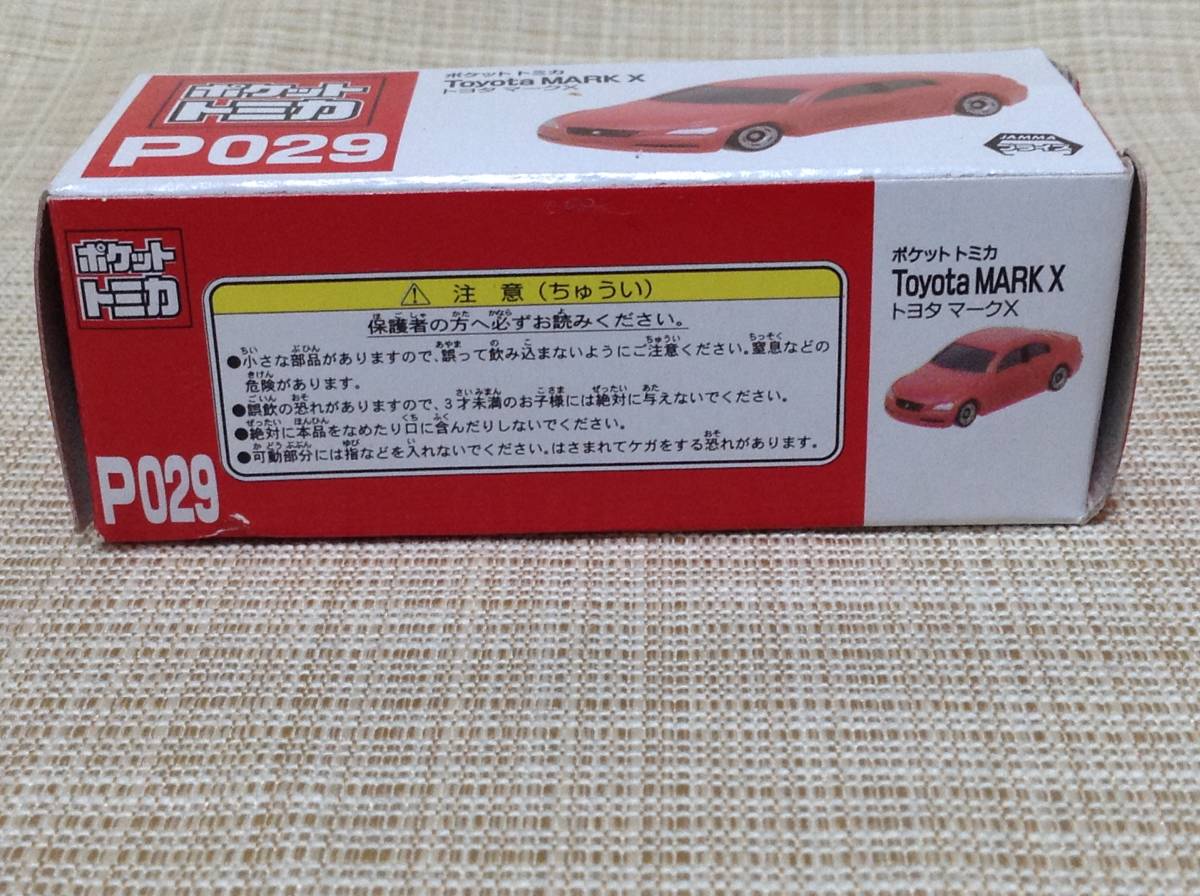 ポケット
トミカ
P029
ポケット トミカ
Toyota MARK X
トヨタ マークX
JAMMA
プライズ
ポケット
トミカ
P029
注 意 (ちゅうい)
保護者の方へ必ずお読みください。
●小さな部品がありますので、誤って飲み込まないようにご注意ください。窒息などの
危険があります。
●誤飲の恐れがありますので、3才未満のお子様には絶対に与えないでください。
●絶対に本品をなめたり口に含んだりしないでください。
●可動部分には指などを入れないでください。はさまれてケガをする恐れがあります。
ポケット トミカ
Toyota MARK X
トヨタ マークX